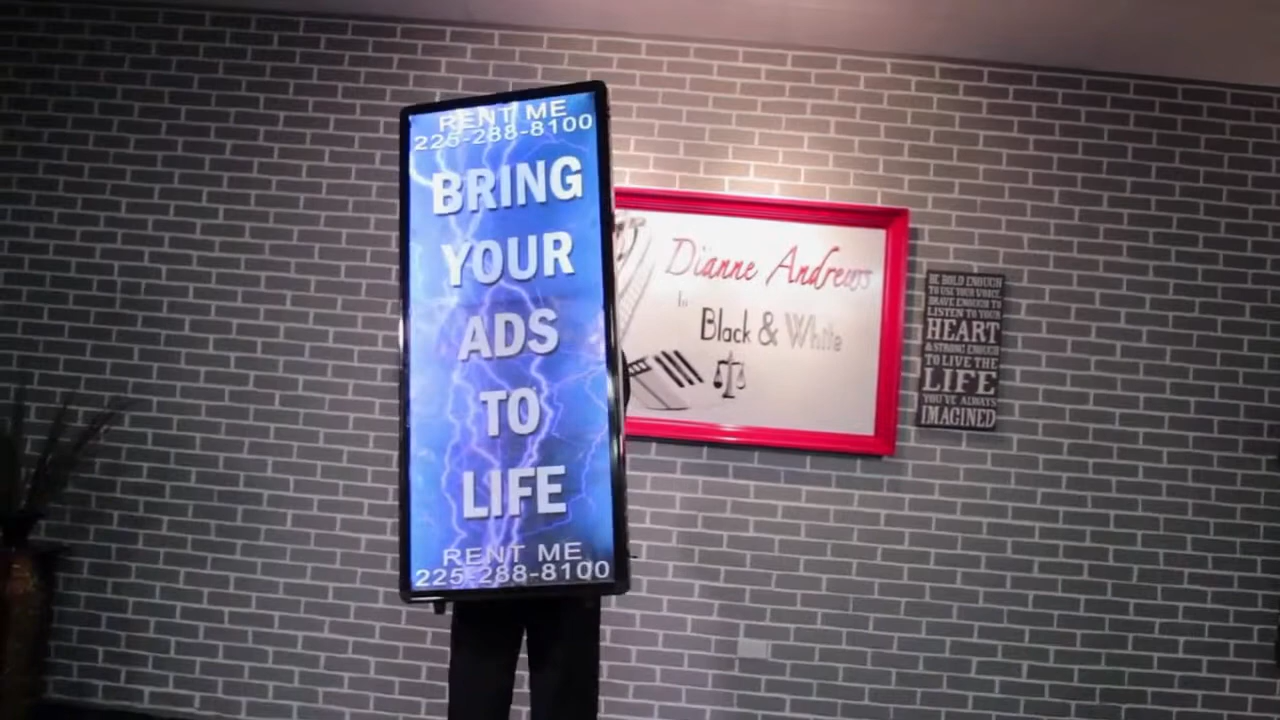 RENT ME
225-288-8100
BRING
YOUR
ADS
TO
LIFE
RENT ME
225-288-8100
Dianne Andrews
In
Black & White
BE BOLD ENOUGH
TO USE YOUR VOICE,
BRAVE ENOUGH TO
LISTEN TO YOUR
HEART
& STRONG ENOUGH
TO LIVE THE
LIFE
YOU'VE ALWAYS
IMAGINED